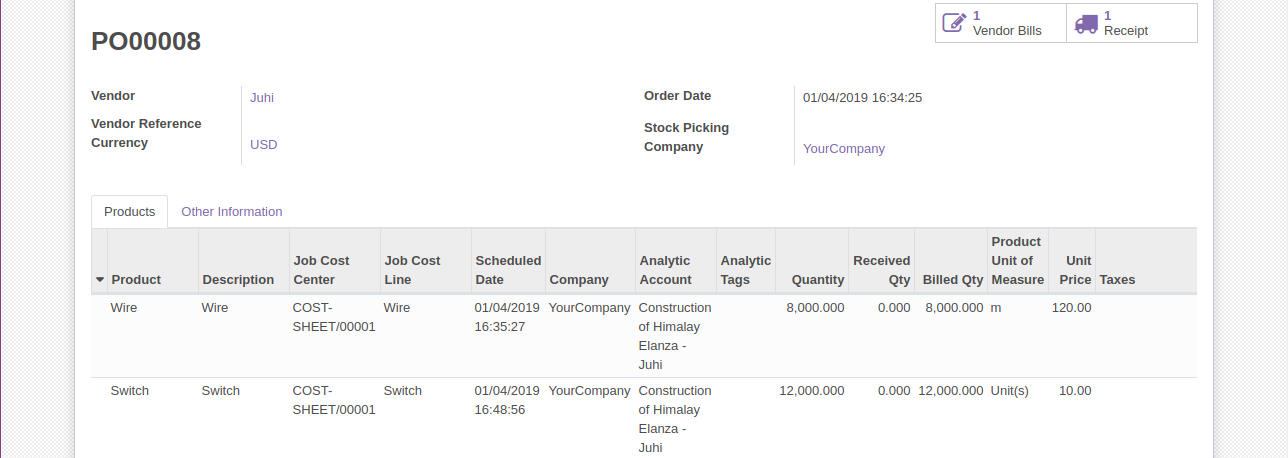 1
Vendor Bills
1
Receipt
PO00008
Vendor
Juhi
Order Date
01/04/2019 16:34:25
Vendor Reference
Stock Picking
Currency
USD
Company
YourCompany
Products
Other Information
Product
Description
Job Cost
Center
Job Cost
Line
Scheduled
Date
Company
Analytic
Account
Analytic
Tags
Quantity
Received
Qty
Billed Qty
Product
Unit of
Measure
Unit
Price
Taxes
Wire
Wire
COST-
SHEET/00001
Wire
01/04/2019
16:35:27
YourCompany
Construction
of Himalay
Elanza -
Juhi
8,000.000
0.000
8,000.000
m
120.00
Switch
Switch
COST-
SHEET/00001
Switch
01/04/2019
16:48:56
YourCompany
Construction
of Himalay
Elanza -
Juhi
12,000.000
0.000
12,000.000
Unit(s)
10.00